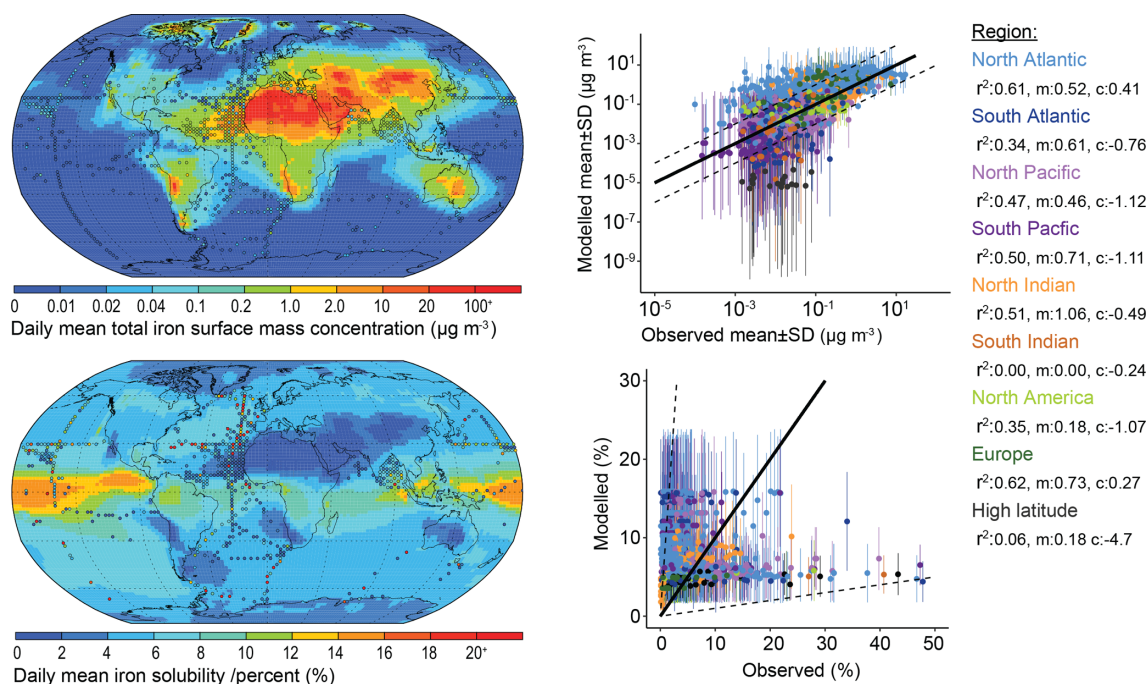 0 0.01 0.02 0.04 0.1 0.2 1.0 2.0 10 20 100+
Daily mean total iron surface mass concentration (µg m-3)
0 2 4 6 8 10 12 14 16 18 20+
Daily mean iron solubility /percent (%)
Modelled mean±SD (µg m-3)
10^1
10^-1
10^-3
10^-5
10^-7
10^-9
10^-5 10^-3 10^-1 10^1
Observed mean±SD (µg m-3)
Modelled (%)
30
20
10
0
0 10 20 30 40 50
Observed (%)
Region:
North Atlantic
r²:0.61, m:0.52, c:0.41
South Atlantic
r²:0.34, m:0.61, c:-0.76
North Pacific
r²:0.47, m:0.46, c:-1.12
South Pacfic
r²:0.50, m:0.71, c:-1.11
North Indian
r²:0.51, m:1.06, c:-0.49
South Indian
r²:0.00, m:0.00, c:-0.24
North America
r²:0.35, m:0.18, c:-1.07
Europe
r²:0.62, m:0.73, c:0.27
High latitude
r²:0.06, m:0.18 c:-4.7